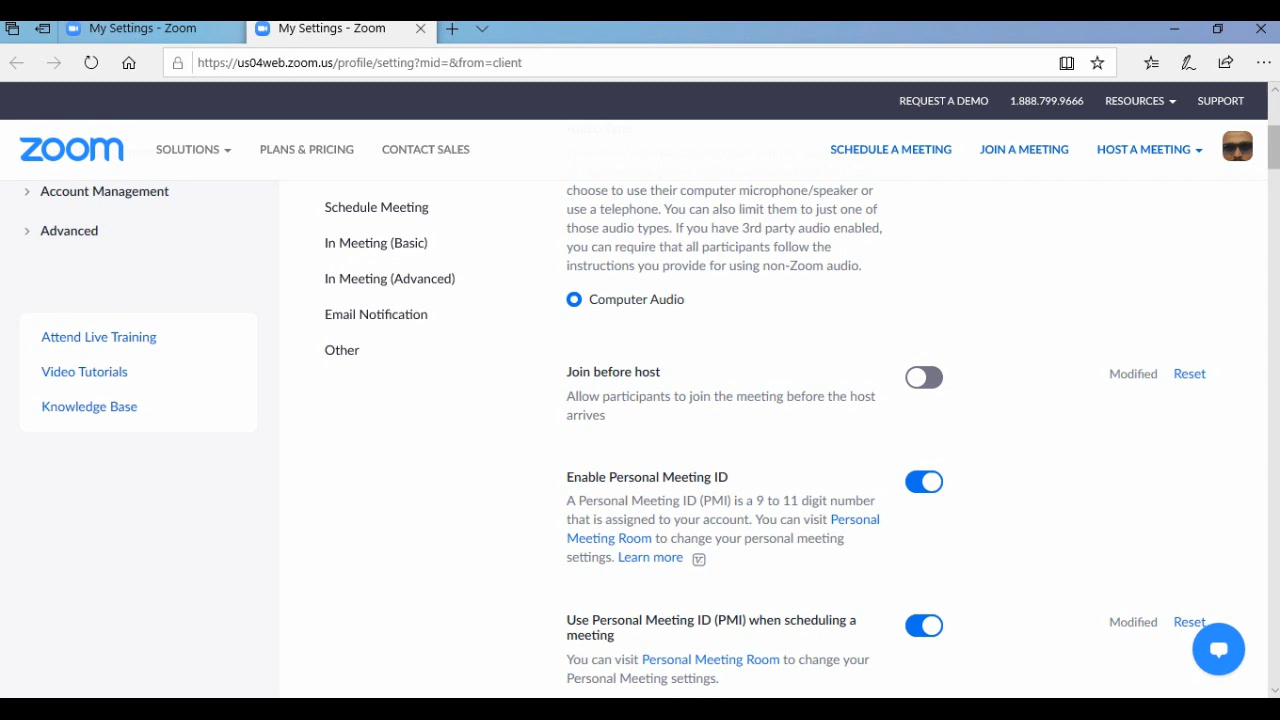 My Settings - Zoom
My Settings - Zoom
https://us04web.zoom.us/profile/setting?mid=&from=client
REQUEST A DEMO
1.888.799.9666
RESOURCES
SUPPORT
zoom
SOLUTIONS
PLANS & PRICING
CONTACT SALES
SCHEDULE A MEETING
JOIN A MEETING
HOST A MEETING
Account Management
Advanced
Attend Live Training
Video Tutorials
Knowledge Base
Schedule Meeting
In Meeting (Basic)
In Meeting (Advanced)
Email Notification
Other
choose to use their computer microphone/speaker or
use a telephone. You can also limit them to just one of
those audio types. If you have 3rd party audio enabled,
you can require that all participants follow the
instructions you provide for using non-Zoom audio.
Computer Audio
Join before host
Modified Reset
Allow participants to join the meeting before the host
arrives
Enable Personal Meeting ID
A Personal Meeting ID (PMI) is a 9 to 11 digit number
that is assigned to your account. You can visit Personal
Meeting Room to change your personal meeting
settings. Learn more
Use Personal Meeting ID (PMI) when scheduling a
meeting
Modified Reset
You can visit Personal Meeting Room to change your
Personal Meeting settings.